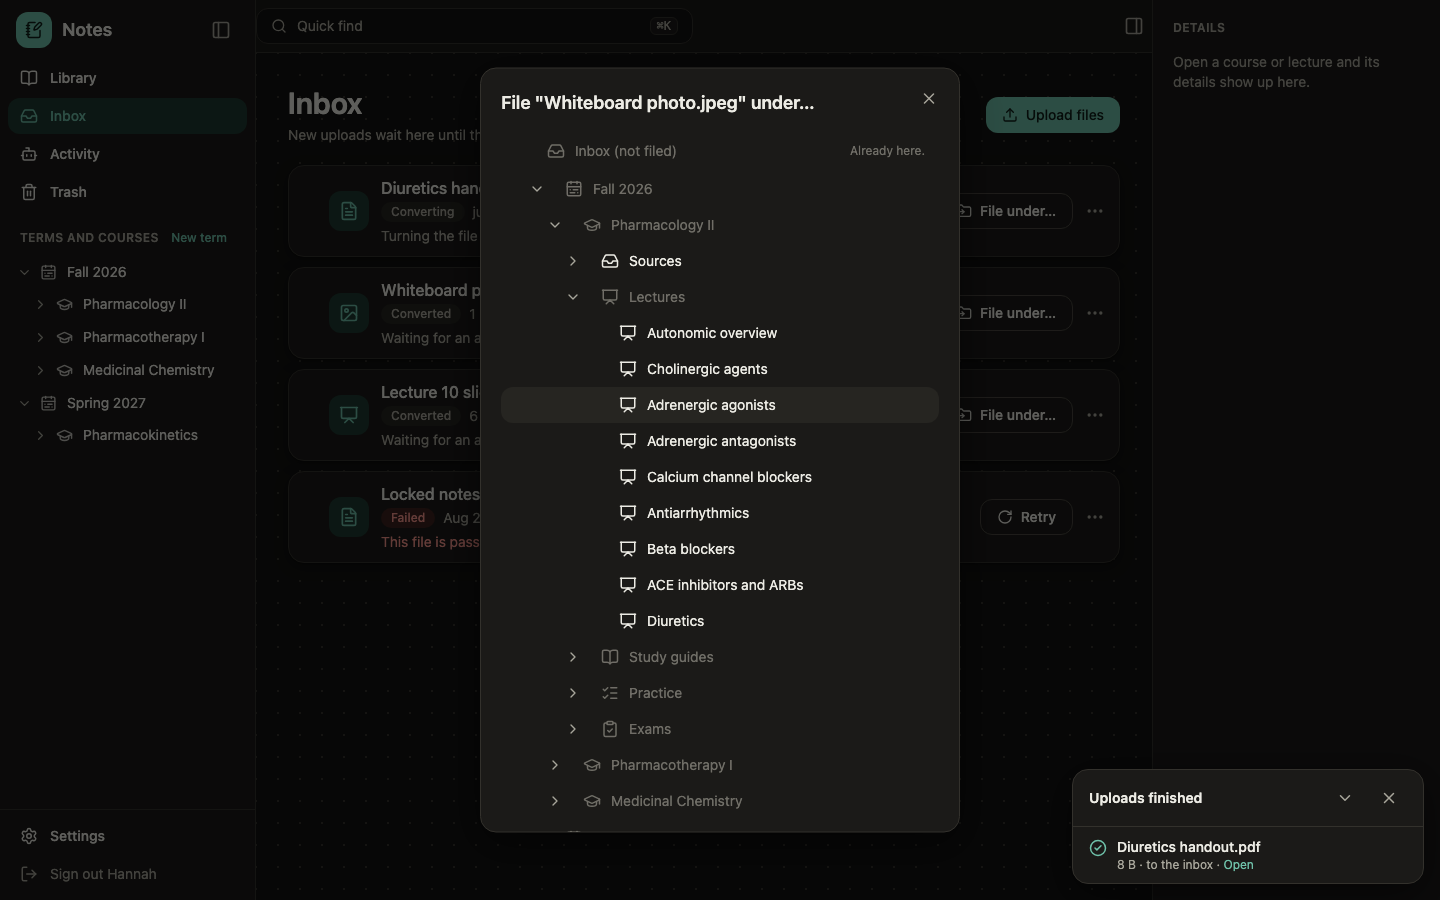 Notes
Quick find
⌘K
DETAILS
Open a course or lecture and its
details show up here.
Library
Inbox
Activity
Trash
TERMS AND COURSES New term
Fall 2026
Pharmacology II
Pharmacotherapy I
Medicinal Chemistry
Spring 2027
Pharmacokinetics
Settings
Sign out Hannah
Inbox
New uploads wait here until
Upload files
Diuretics
Converting
Turning the file
File under...
Whiteboard
Converted 1
Waiting for an
File under...
Lecture 10
Converted 6
Waiting for an
File under...
Locked notes
Failed Aug
This file is
Retry
File "Whiteboard photo.jpeg" under...
Inbox (not filed) Already here.
Fall 2026
Pharmacology II
Sources
Lectures
Autonomic overview
Cholinergic agents
Adrenergic agonists
Adrenergic antagonists
Calcium channel blockers
Antiarrhythmics
Beta blockers
ACE inhibitors and ARBs
Diuretics
Study guides
Practice
Exams
Pharmacotherapy I
Medicinal Chemistry
Uploads finished
Diuretics handout.pdf
8 B · to the inbox · Open